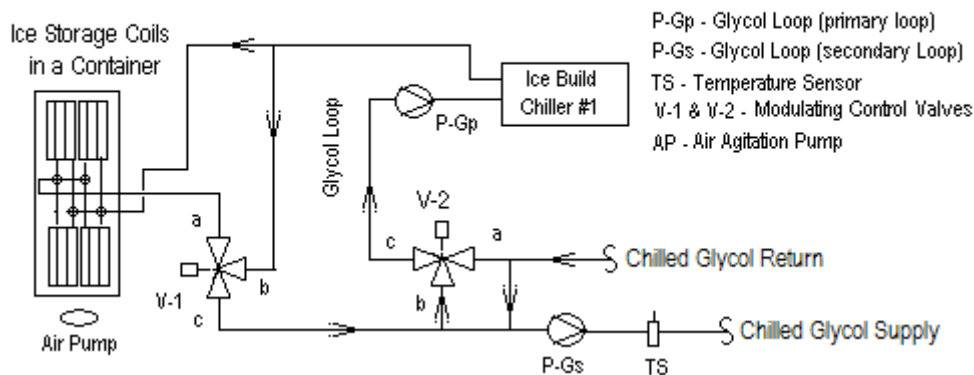 Ice Storage Coils
in a Container
Ice Build
Chiller #1
P-Gp
Glycol Loop
P-Gp - Glycol Loop (primary loop)
P-Gs - Glycol Loop (secondary Loop)
TS - Temperature Sensor
V-1 & V-2 - Modulating Control Valves
AP - Air Agitation Pump
V-2
a
c
a
b
V-1
c
b
Chilled Glycol Return
Chilled Glycol Supply
Air Pump
P-Gs
TS